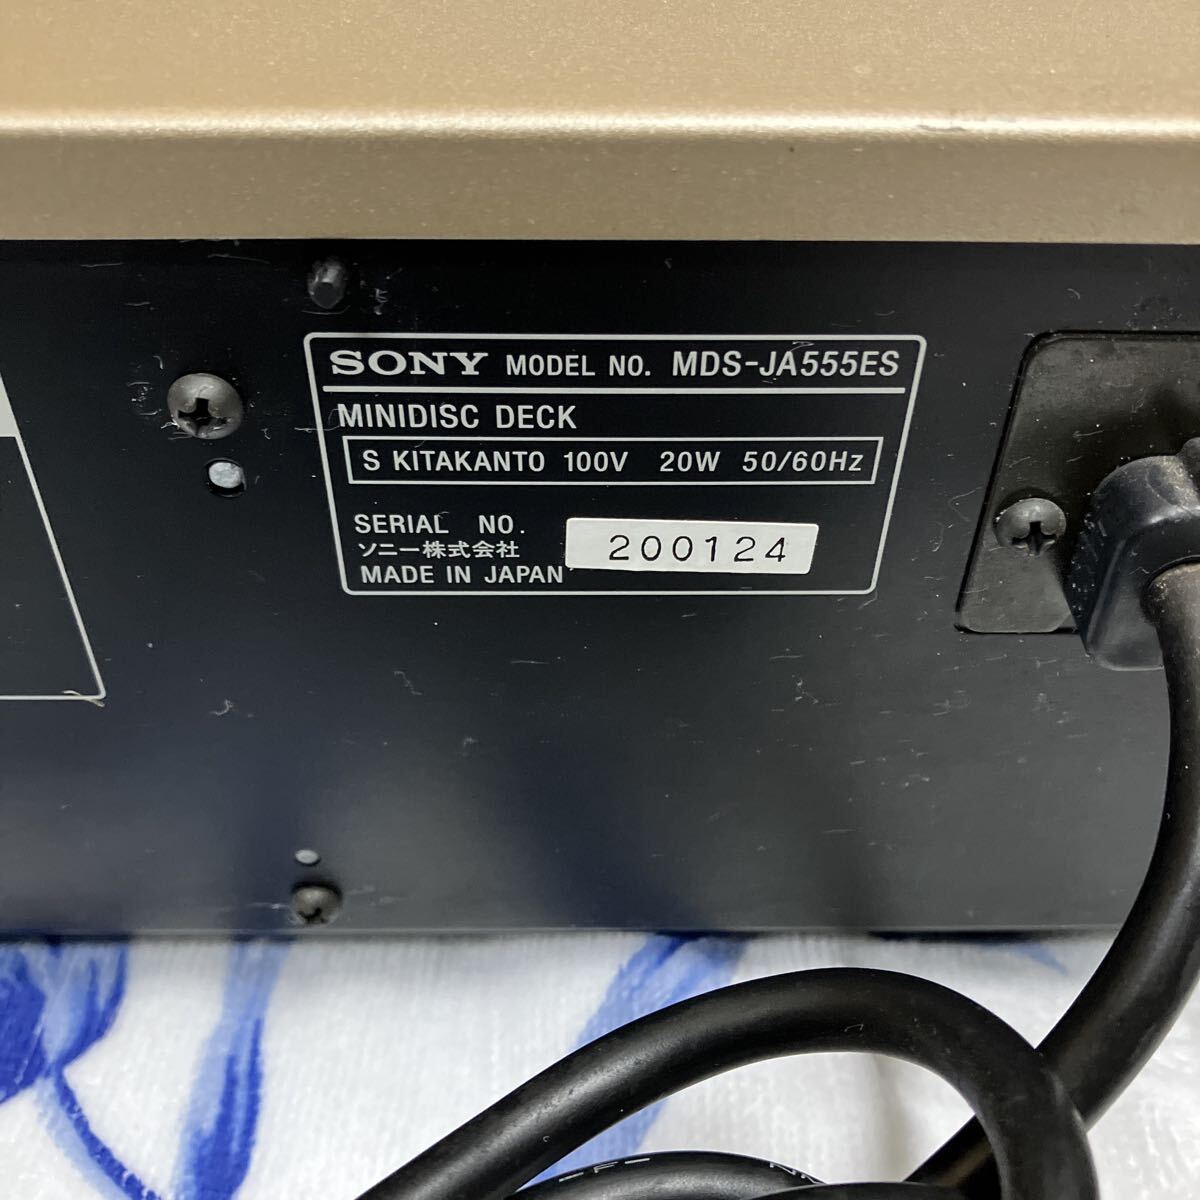 SONY MODEL NO. MDS-JA555ES
MINIDISC DECK
S KITAKANTO 100V 20W 50/60Hz
SERIAL NO. 200124
ソニー株式会社
MADE IN JAPAN